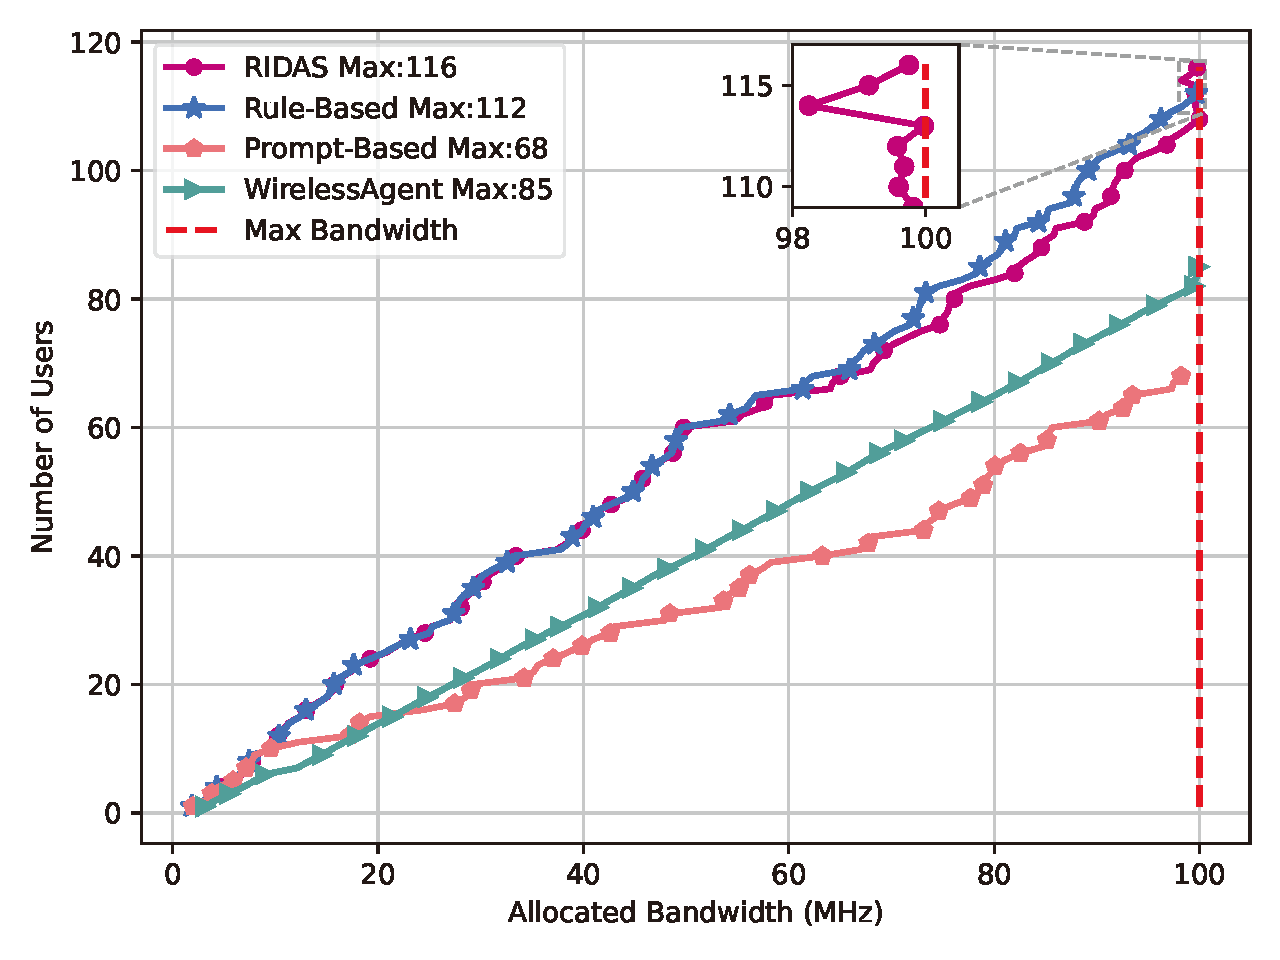 RIDAS Max:116
Rule-Based Max:112
Prompt-Based Max:68
WirelessAgent Max:85
Max Bandwidth
115
110
98 100
120
100
80
60
40
20
0
0 20 40 60 80 100
Number of Users
Allocated Bandwidth (MHz)